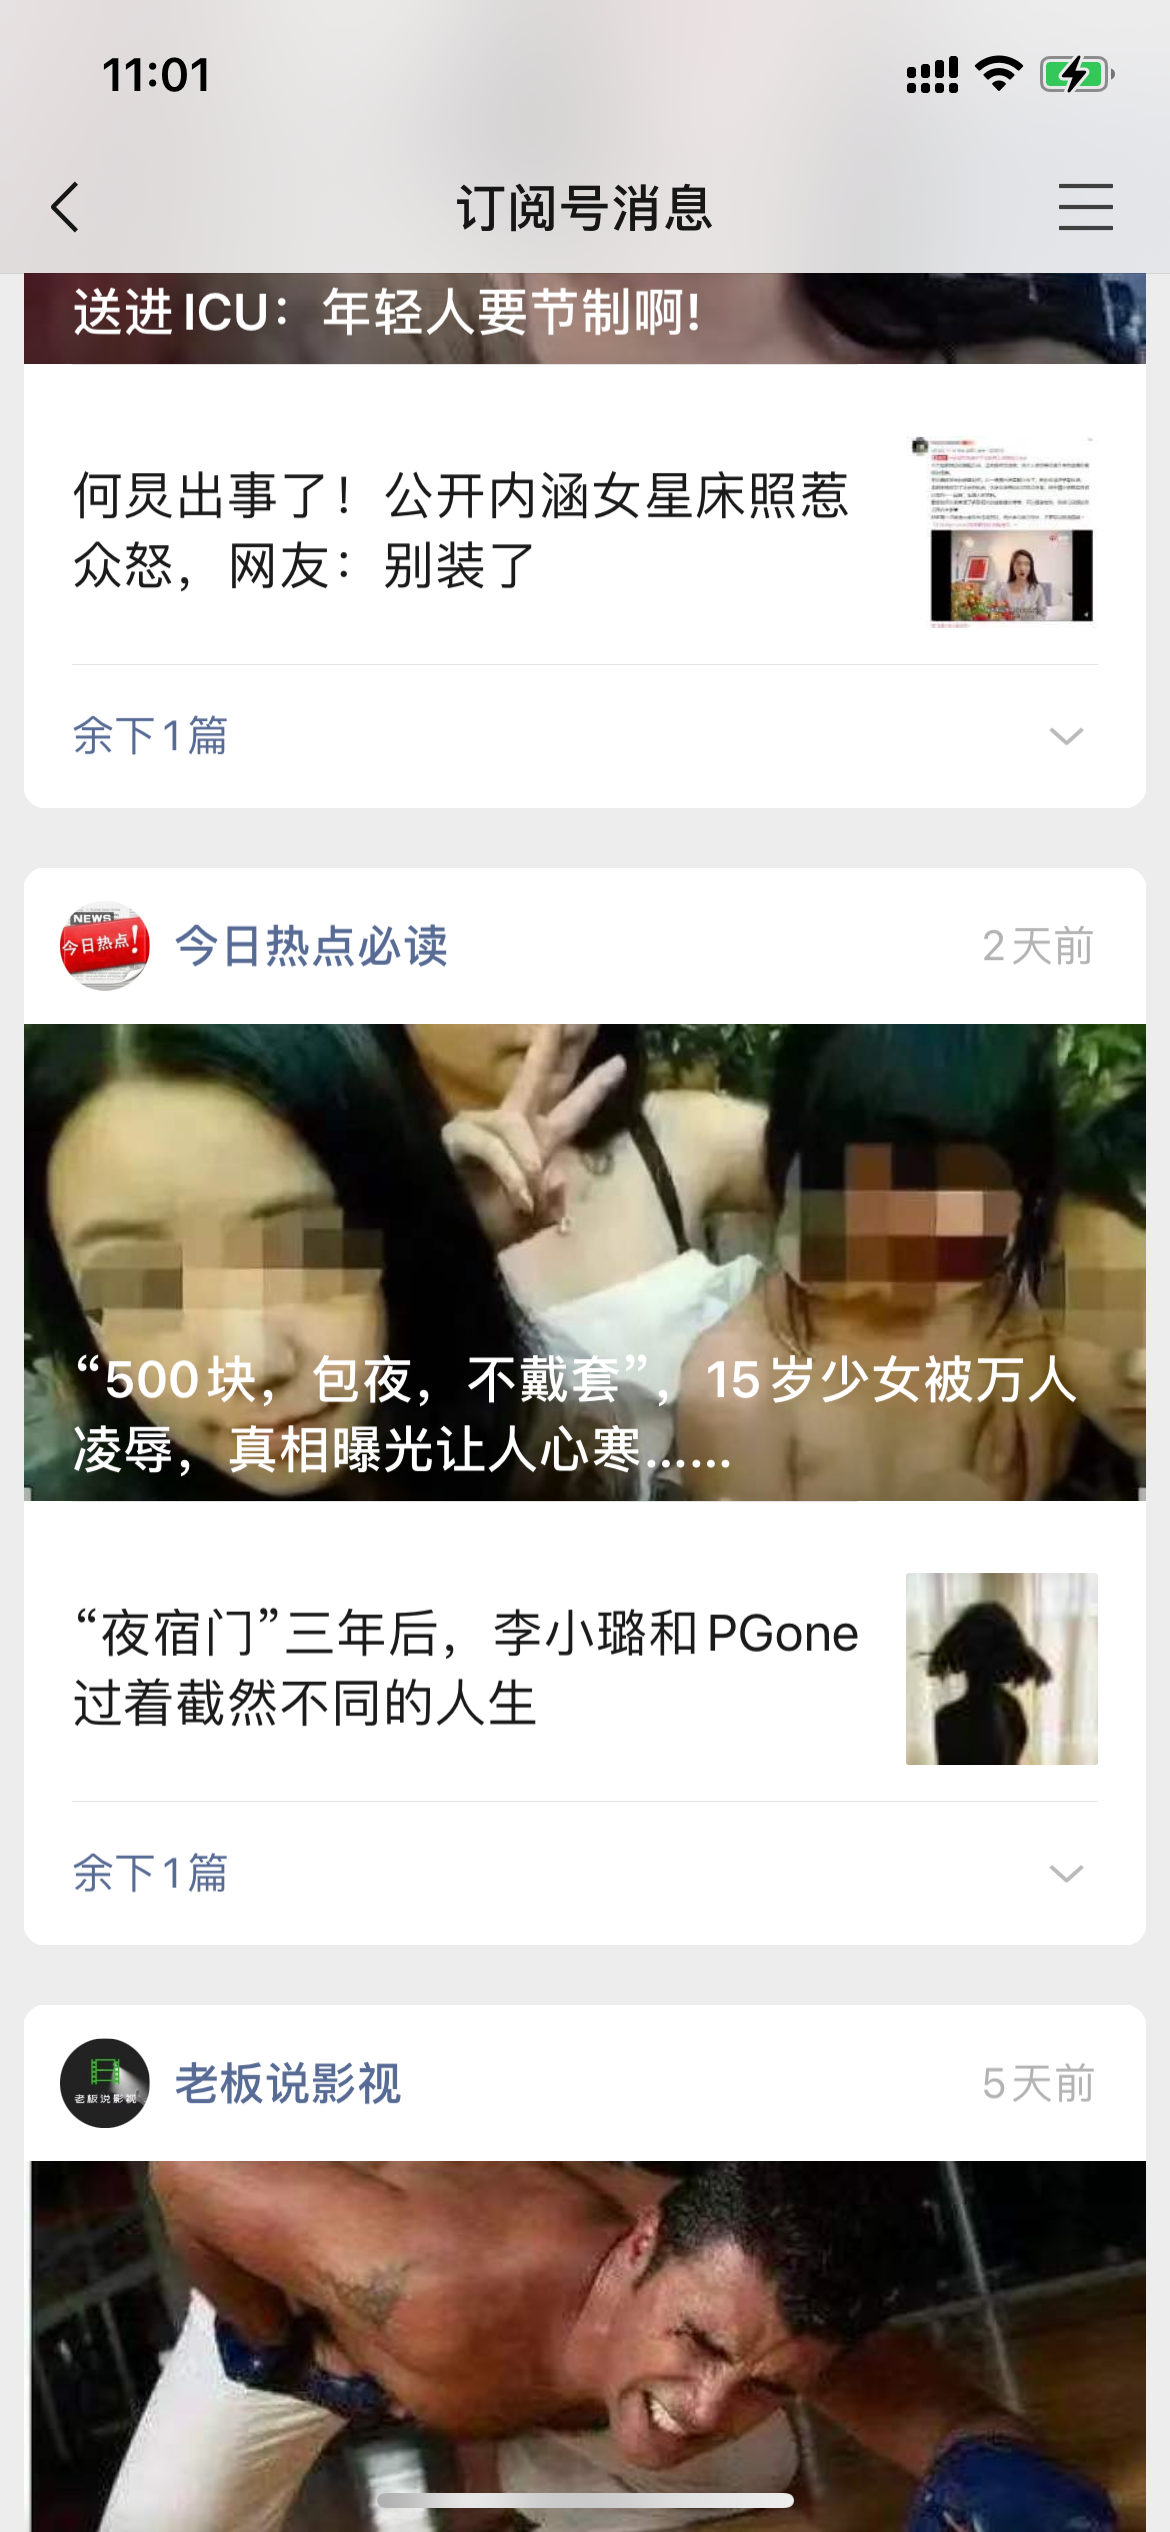 11:01
订阅号消息
送进ICU：年轻人要节制啊！
何炅出事了！公开内涵女星床照惹
众怒，网友：别装了
余下1篇
NEWS
今日热点！
今日热点必读
2天前
“500块，包夜，不戴套”，15岁少女被万人
凌辱，真相曝光让人心寒……
“夜宿门”三年后，李小璐和PGone
过着截然不同的人生
余下1篇
老板说影视
老板说影视
5天前